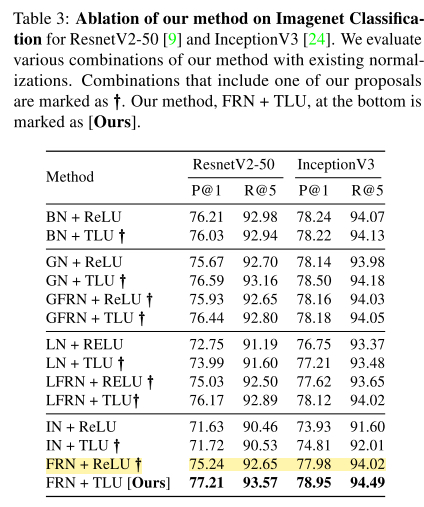 Table 3: Ablation of our method on Imagenet Classifica-
tion for ResnetV2-50 [9] and InceptionV3 [24]. We evaluate
various combinations of our method with existing normal-
izations. Combinations that include one of our proposals
are marked as †. Our method, FRN + TLU, at the bottom is
marked as [Ours].
Method ResnetV2-50 InceptionV3
P@1 R@5 P@1 R@5
BN + ReLU 76.21 92.98 78.24 94.07
BN + TLU † 76.03 92.94 78.22 94.13
GN + ReLU 75.67 92.70 78.14 93.98
GN + TLU † 76.59 93.16 78.50 94.18
GFRN + ReLU † 75.93 92.65 78.16 94.03
GFRN + TLU † 76.44 92.80 78.18 94.05
LN + RELU 72.75 91.19 76.75 93.37
LN + TLU † 73.99 91.60 77.21 93.48
LFRN + RELU † 75.03 92.50 77.62 93.65
LFRN + TLU† 76.17 92.89 78.12 94.02
IN + ReLU 71.63 90.46 73.93 91.60
IN + TLU † 71.72 90.53 74.81 92.01
FRN + ReLU † 75.24 92.65 77.98 94.02
FRN + TLU [Ours] 77.21 93.57 78.95 94.49